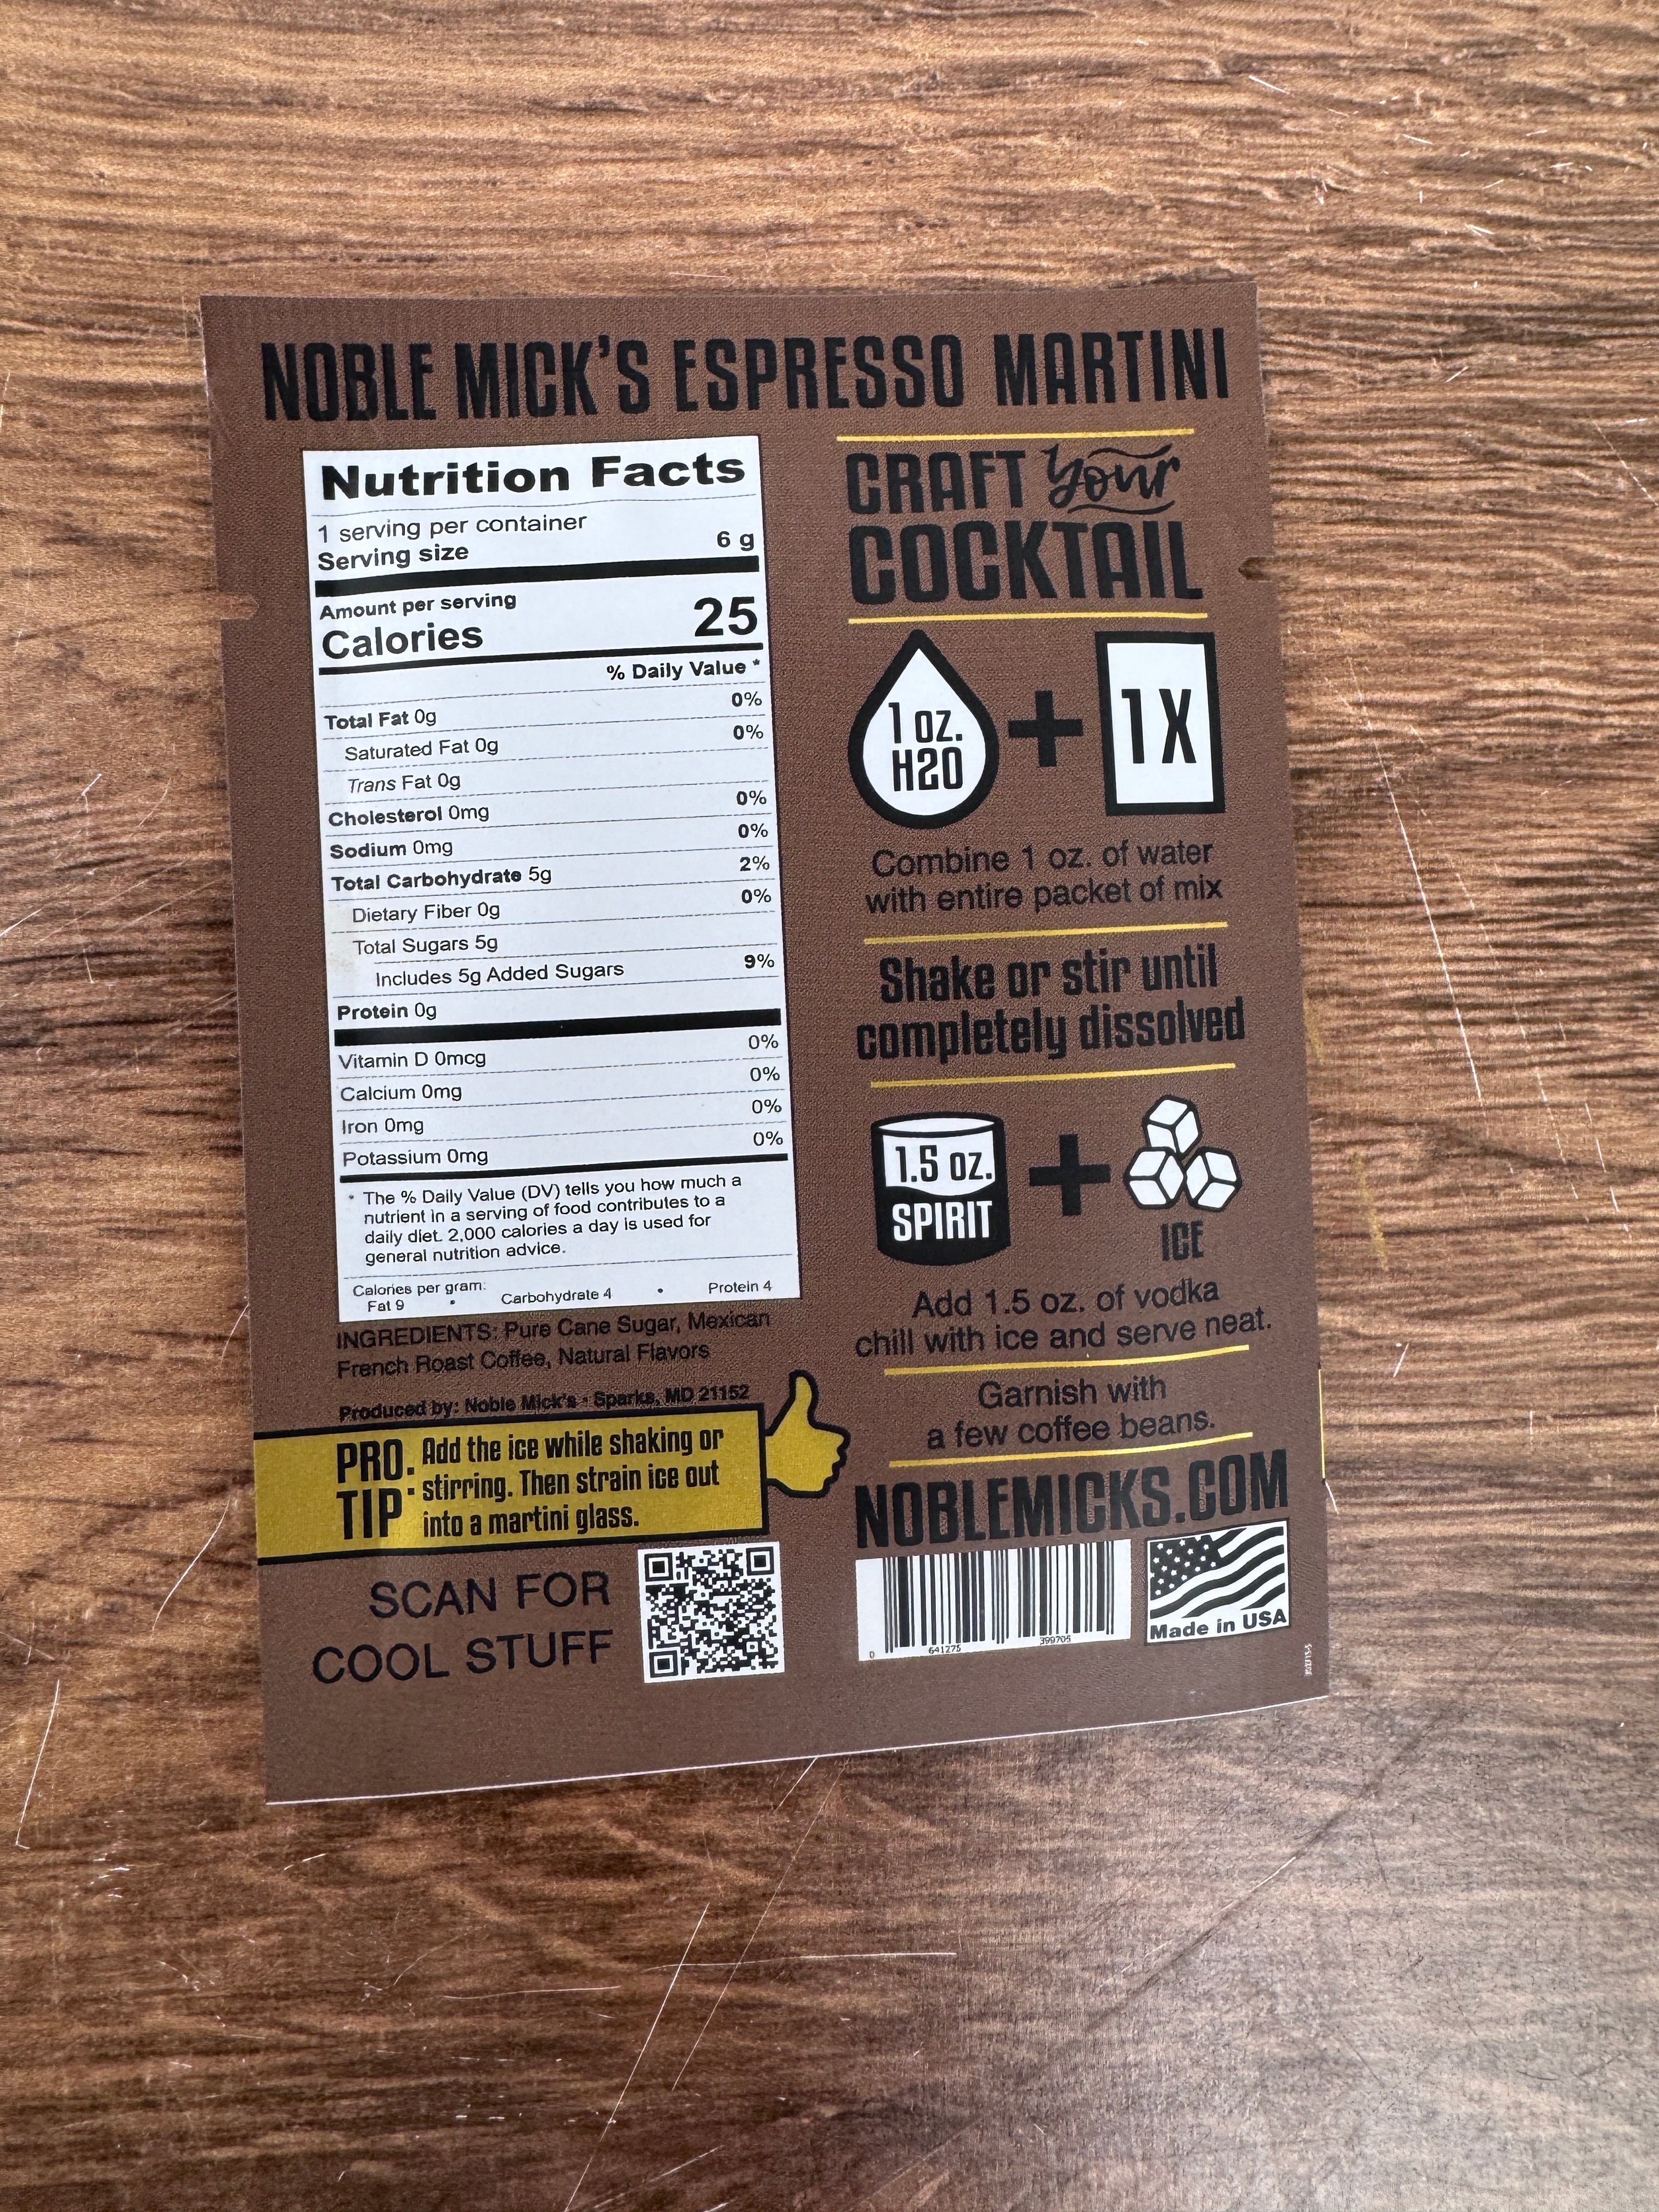 NOBLE MICK'S ESPRESSO MARTINI
Nutrition Facts
1 serving per container
Serving size 6 g
Amount per serving
Calories 25
% Daily Value *
Total Fat 0g 0%
Saturated Fat 0g 0%
Trans Fat 0g
Cholesterol 0mg 0%
Sodium 0mg 0%
Total Carbohydrate 5g 2%
Dietary Fiber 0g 0%
Total Sugars 5g
Includes 5g Added Sugars 9%
Protein 0g
Vitamin D 0mcg 0%
Calcium 0mg 0%
Iron 0mg 0%
Potassium 0mg 0%
* The % Daily Value (DV) tells you how much a
nutrient in a serving of food contributes to a
daily diet. 2,000 calories a day is used for
general nutrition advice.
Calories per gram:
Fat 9 • Carbohydrate 4 • Protein 4
INGREDIENTS: Pure Cane Sugar, Mexican
French Roast Coffee, Natural Flavors
Produced by: Noble Mick's • Sparks, MD 21152
PRO TIP: Add the ice while shaking or
stirring. Then strain ice out
into a martini glass.
SCAN FOR
COOL STUFF
CRAFT your
COCKTAIL
1 oz.
H2O
+
1X
Combine 1 oz. of water
with entire packet of mix
Shake or stir until
completely dissolved
1.5 oz.
SPIRIT
+
ICE
Add 1.5 oz. of vodka
chill with ice and serve neat.
Garnish with
a few coffee beans.
NOBLEMICKS.COM
0 641275 399705
Made in USA